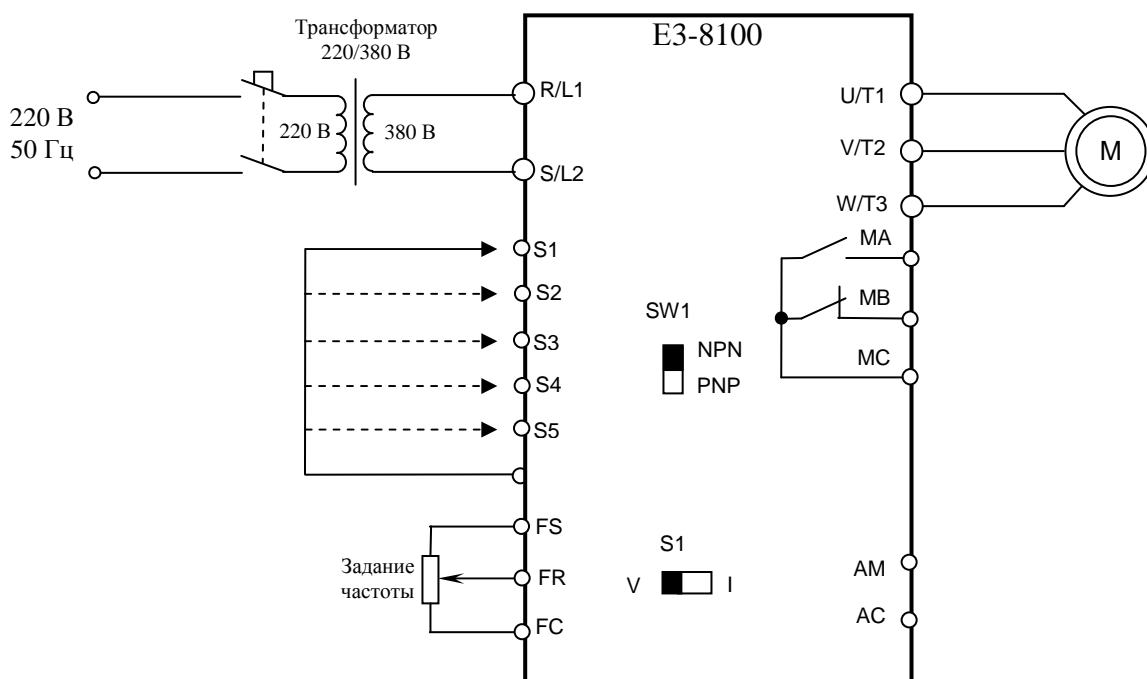 E3-8100
Трансформатор
220/380 В
R/L1
U/T1
220 В
50 Гц
220 В
380 В
V/T2
M
S/L2
W/T3
MA
S1
S2
MB
SW1
S3
NPN
MC
PNP
S4
S5
FS
S1
Задание
частоты
FR
V
I
AM
FC
AC